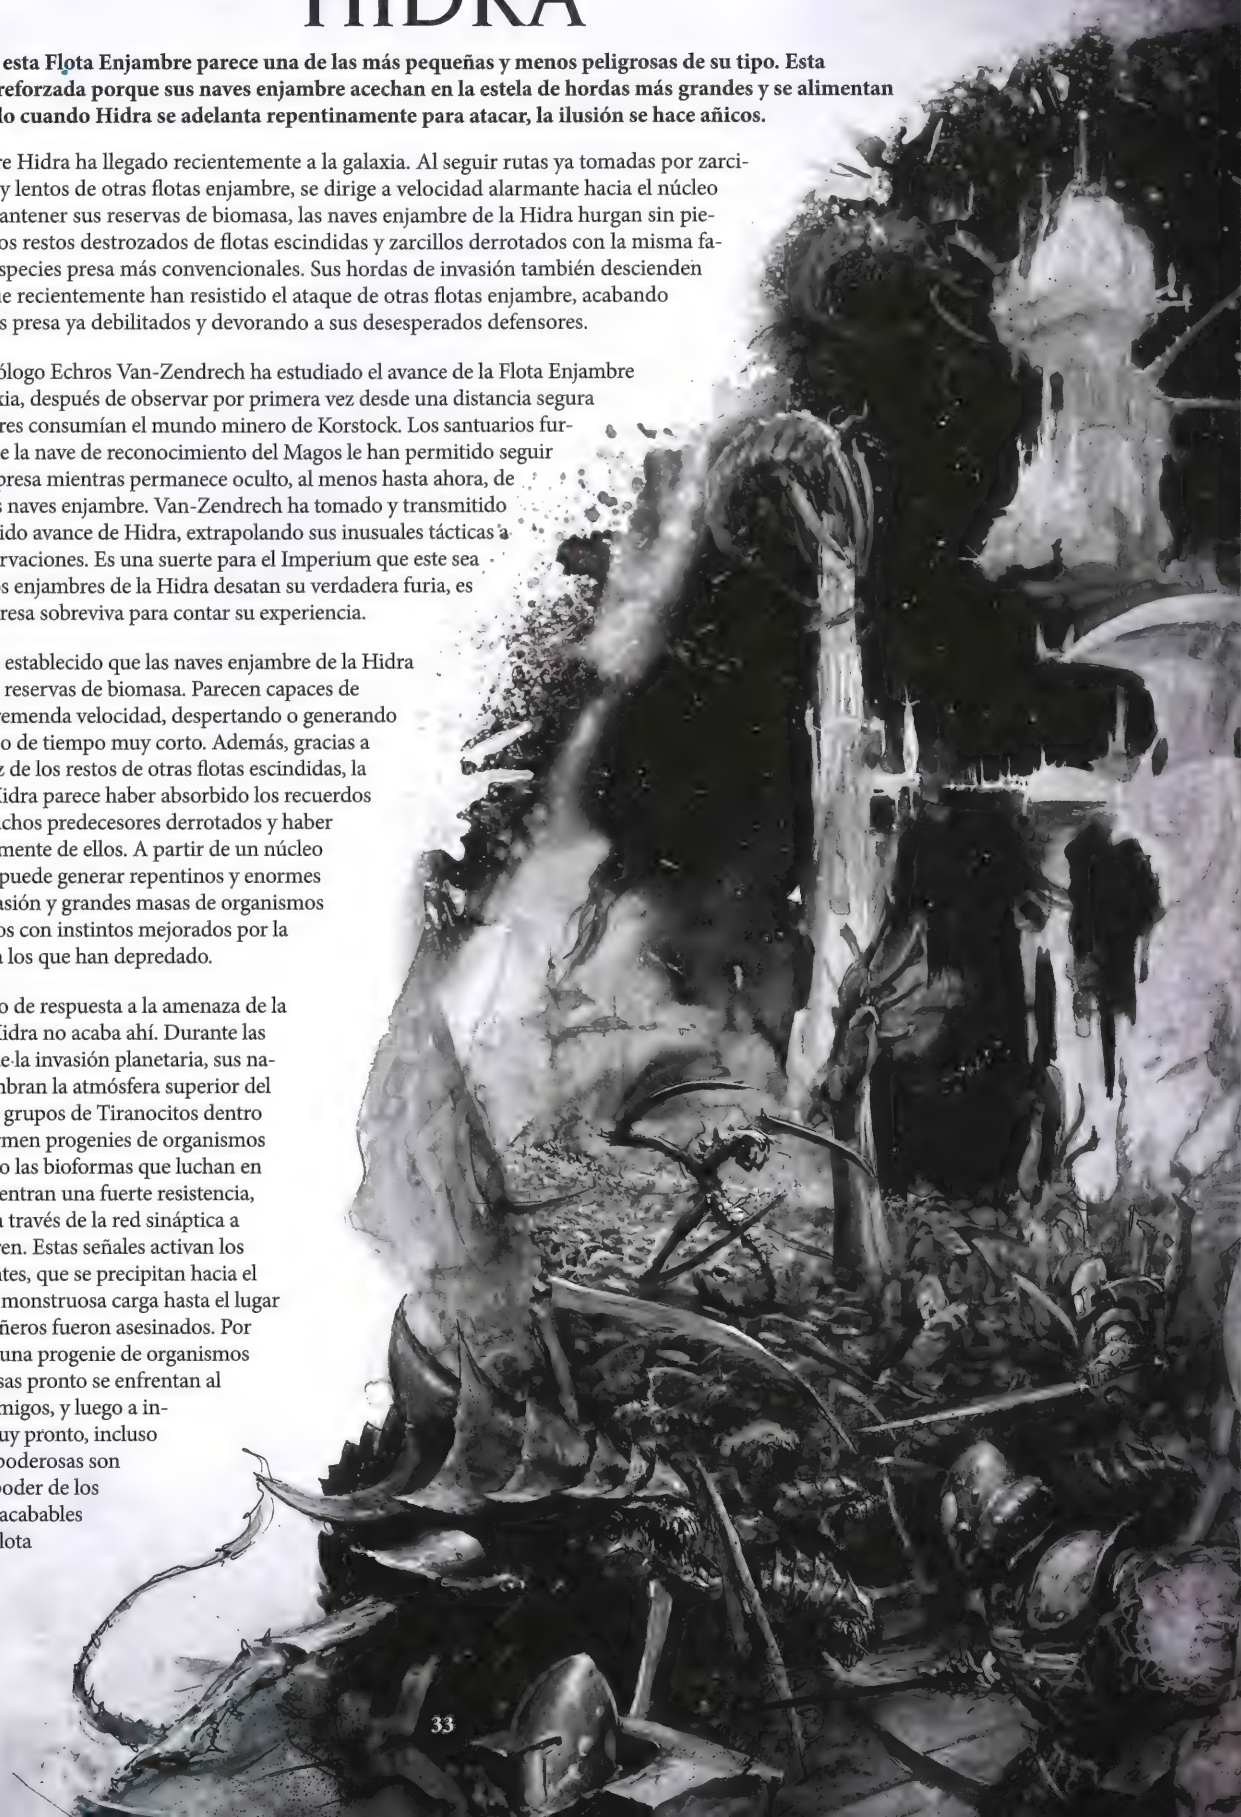 HIDRA
esta Flota Enjambre parece una de las más pequeñas y menos peligrosas de su tipo. Esta
reforzada porque sus naves enjambre acechan en la estela de hordas más grandes y se alimentan
lo cuando Hidra se adelanta repentinamente para atacar, la ilusión se hace añicos.
re Hidra ha llegado recientemente a la galaxia. Al seguir rutas ya tomadas por zarci-
y lentos de otras flotas enjambre, se dirige a velocidad alarmante hacia el núcleo
antener sus reservas de biomasa, las naves enjambre de la Hidra hurgan sin pie-
os restos destrozados de flotas escindidas y zarcillos derrotados con la misma fa-
species presa más convencionales. Sus hordas de invasión también descienden
ue recientemente han resistido el ataque de otras flotas enjambre, acabando
s presa ya debilitados y devorando a sus desesperados defensores.
ólogo Echros Van-Zendrech ha estudiado el avance de la Flota Enjambre
xia, después de observar por primera vez desde una distancia segura
res consumían el mundo minero de Korstock. Los santuarios fur-
e la nave de reconocimiento del Magos le han permitido seguir
presa mientras permanece oculto, al menos hasta ahora, de
s naves enjambre. Van-Zendrech ha tomado y transmitido
ido avance de Hidra, extrapolando sus inusuales tácticas a
rvaciones. Es una suerte para el Imperium que este sea
os enjambres de la Hidra desatan su verdadera furia, es
resa sobreviva para contar su experiencia.
establecido que las naves enjambre de la Hidra
reservas de biomasa. Parecen capaces de
remenda velocidad, despertando o generando
o de tiempo muy corto. Además, gracias a
z de los restos de otras flotas escindidas, la
Hidra parece haber absorbido los recuerdos
uchos predecesores derrotados y haber
mente de ellos. A partir de un núcleo
puede generar repentinos y enormes
asión y grandes masas de organismos
os con instintos mejorados por la
a los que han depredado.
o de respuesta a la amenaza de la
Hidra no acaba ahí. Durante las
e la invasión planetaria, sus na-
mbran la atmósfera superior del
grupos de Tiranocitos dentro
rmen progenies de organismos
o las bioformas que luchan en
entran una fuerte resistencia,
a través de la red sináptica a
ren. Estas señales activan los
ntes, que se precipitan hacia el
monstruosa carga hasta el lugar
ñeros fueron asesinados. Por
una progenie de organismos
sas pronto se enfrentan al
migos, y luego a in-
uy pronto, incluso
poderosas son
poder de los
acabables
lota
33